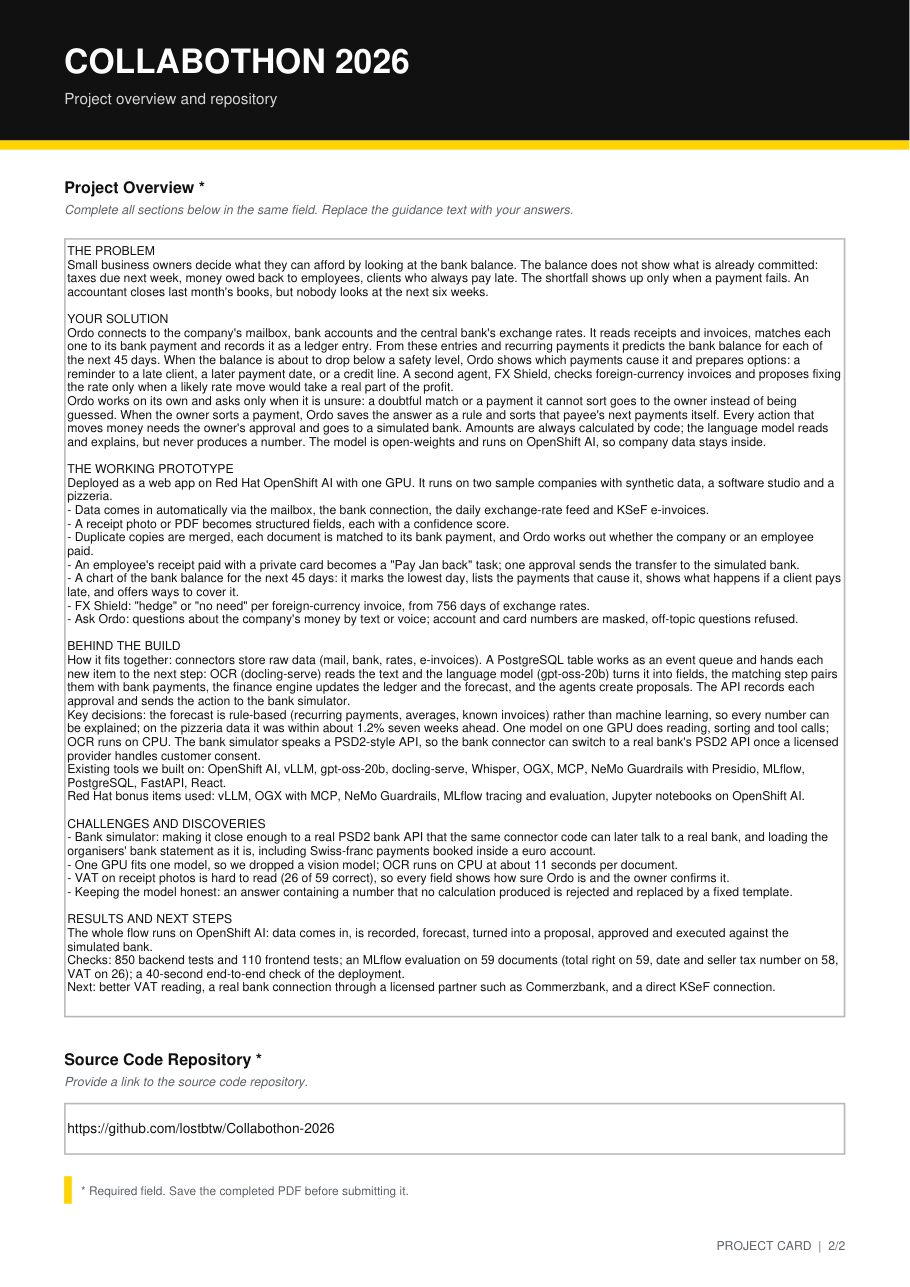 COLLABOTHON 2026
Project overview and repository
Project Overview *
Complete all sections below in the same field. Replace the guidance text with your answers.
THE PROBLEM
Small business owners decide what they can afford by looking at the bank balance. The balance does not show what is already committed:
taxes due next week, money owed back to employees, clients who always pay late. The shortfall shows up only when a payment fails. An
accountant closes last month's books, but nobody looks at the next six weeks.
YOUR SOLUTION
Ordo connects to the company's mailbox, bank accounts and the central bank's exchange rates. It reads receipts and invoices, matches each
one to its bank payment and records it as a ledger entry. From these entries and recurring payments it predicts the bank balance for each of
the next 45 days. When the balance is about to drop below a safety level, Ordo shows which payments cause it and prepares options: a
reminder to a late client, a later payment date, or a credit line. A second agent, FX Shield, checks foreign-currency invoices and proposes fixing
the rate only when a likely rate move would take a real part of the profit.
Ordo works on its own and asks only when it is unsure: a doubtful match or a payment it cannot sort goes to the owner instead of being
guessed. When the owner sorts a payment, Ordo saves the answer as a rule and sorts that payee's next payments itself. Every action that
moves money needs the owner's approval and goes to a simulated bank. Amounts are always calculated by code; the language model reads
and explains, but never produces a number. The model is open-weights and runs on OpenShift AI, so company data stays inside.
THE WORKING PROTOTYPE
Deployed as a web app on Red Hat OpenShift AI with one GPU. It runs on two sample companies with synthetic data, a software studio and a
pizzeria.
- Data comes in automatically via the mailbox, the bank connection, the daily exchange-rate feed and KSeF e-invoices.
- A receipt photo or PDF becomes structured fields, each with a confidence score.
- Duplicate copies are merged, each document is matched to its bank payment, and Ordo works out whether the company or an employee
paid.
- An employee's receipt paid with a private card becomes a "Pay Jan back" task; one approval sends the transfer to the simulated bank.
- A chart of the bank balance for the next 45 days: it marks the lowest day, lists the payments that cause it, shows what happens if a client pays
late, and offers ways to cover it.
- FX Shield: "hedge" or "no need" per foreign-currency invoice, from 756 days of exchange rates.
- Ask Ordo: questions about the company's money by text or voice; account and card numbers are masked, off-topic questions refused.
BEHIND THE BUILD
How it fits together: connectors store raw data (mail, bank, rates, e-invoices). A PostgreSQL table works as an event queue and hands each
new item to the next step: OCR (docling-serve) reads the text and the language model (gpt-oss-20b) turns it into fields, the matching step pairs
them with bank payments, the finance engine updates the ledger and the forecast, and the agents create proposals. The API records each
approval and sends the action to the bank simulator.
Key decisions: the forecast is rule-based (recurring payments, averages, known invoices) rather than machine learning, so every number can
be explained; on the pizzeria data it was within about 1.2% seven weeks ahead. One model on one GPU does reading, sorting and tool calls;
OCR runs on CPU. The bank simulator speaks a PSD2-style API, so the bank connector can switch to a real bank's PSD2 API once a licensed
provider handles customer consent.
Existing tools we built on: OpenShift AI, vLLM, gpt-oss-20b, docling-serve, Whisper, OGX, MCP, NeMo Guardrails with Presidio, MLflow,
PostgreSQL, FastAPI, React.
Red Hat bonus items used: vLLM, OGX with MCP, NeMo Guardrails, MLflow tracing and evaluation, Jupyter notebooks on OpenShift AI.
CHALLENGES AND DISCOVERIES
- Bank simulator: making it close enough to a real PSD2 bank API that the same connector code can later talk to a real bank, and loading the
organisers' bank statement as it is, including Swiss-franc payments booked inside a euro account.
- One GPU fits one model, so we dropped a vision model; OCR runs on CPU at about 11 seconds per document.
- VAT on receipt photos is hard to read (26 of 59 correct), so every field shows how sure Ordo is and the owner confirms it.
- Keeping the model honest: an answer containing a number that no calculation produced is rejected and replaced by a fixed template.
RESULTS AND NEXT STEPS
The whole flow runs on OpenShift AI: data comes in, is recorded, forecast, turned into a proposal, approved and executed against the
simulated bank.
Checks: 850 backend tests and 110 frontend tests; an MLflow evaluation on 59 documents (total right on 59, date and seller tax number on 58,
VAT on 26); a 40-second end-to-end check of the deployment.
Next: better VAT reading, a real bank connection through a licensed partner such as Commerzbank, and a direct KSeF connection.
Source Code Repository *
Provide a link to the source code repository.
https://github.com/lostbtw/Collabothon-2026
* Required field. Save the completed PDF before submitting it.
PROJECT CARD | 2/2